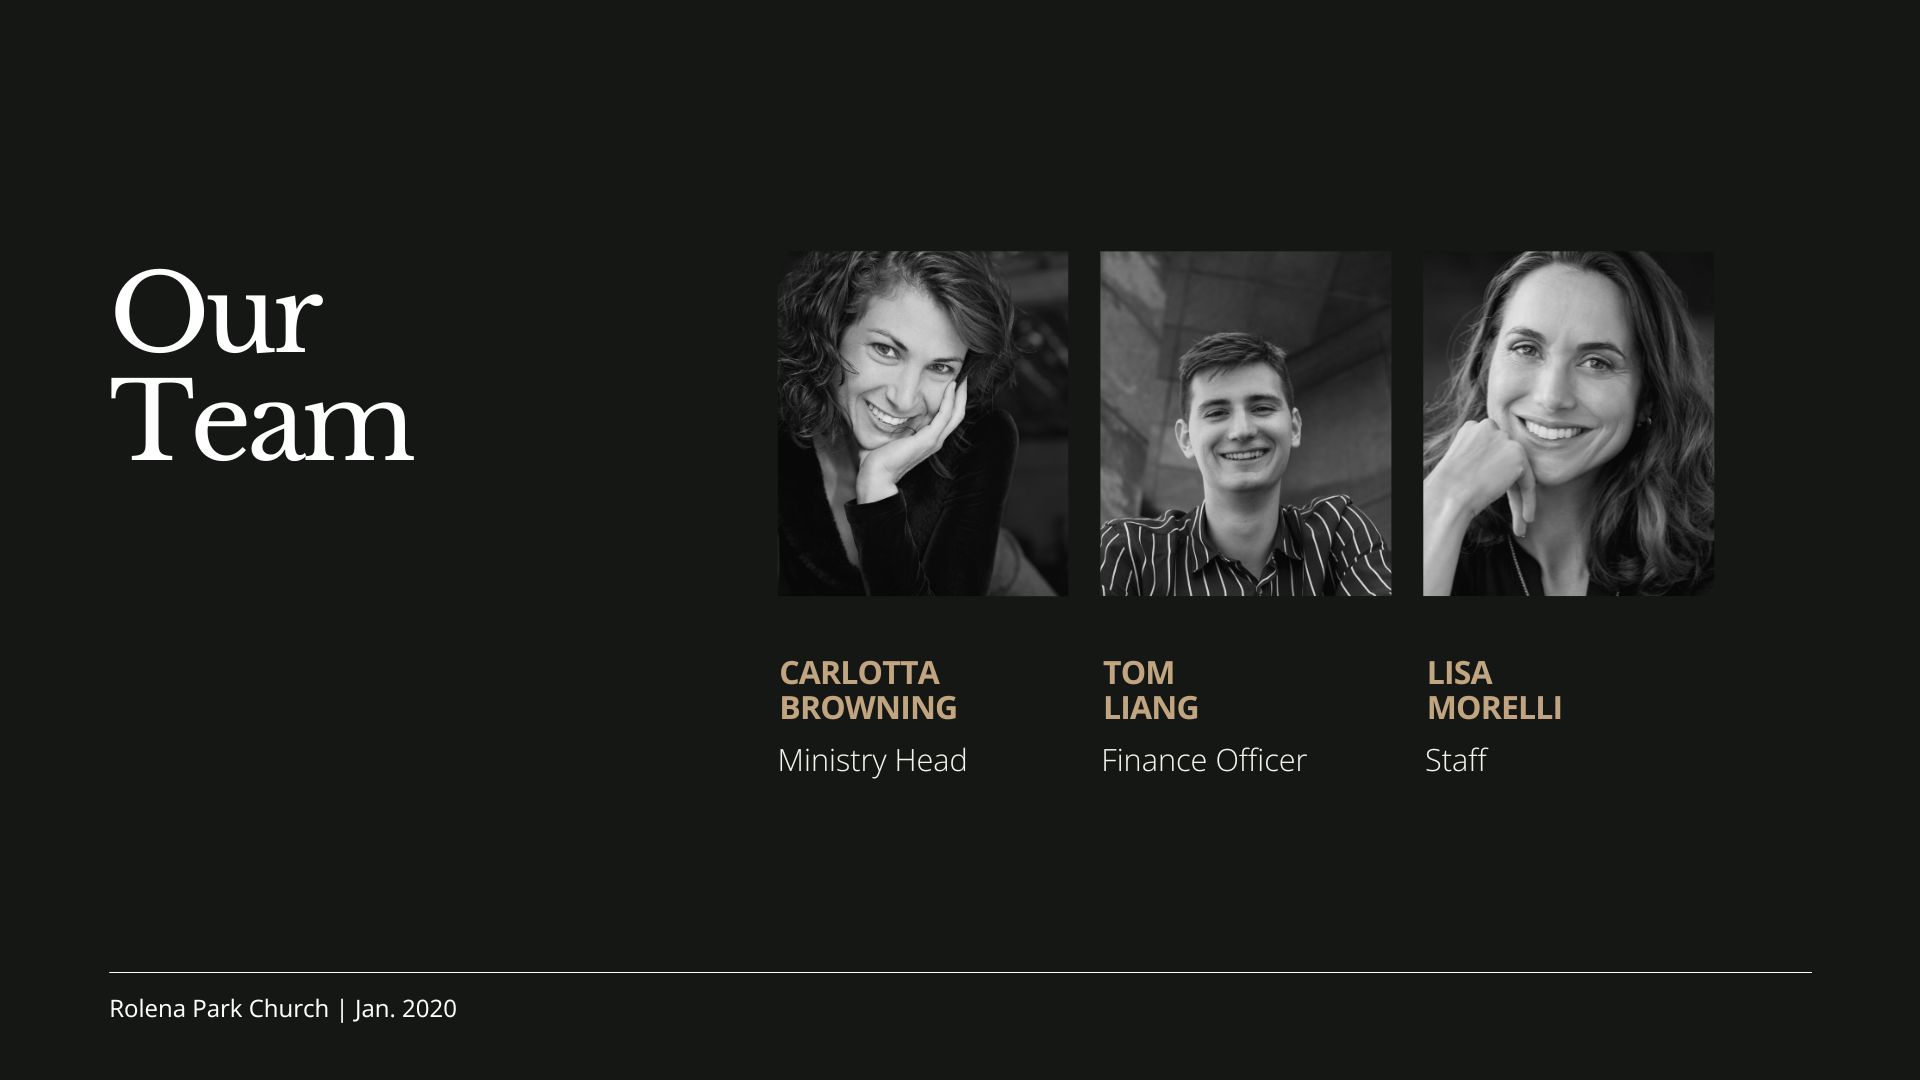 Our
Team
CARLOTTA
BROWNING
Ministry Head
TOM
LIANG
Finance Officer
LISA
MORELLI
Staff
Rolena Park Church | Jan. 2020